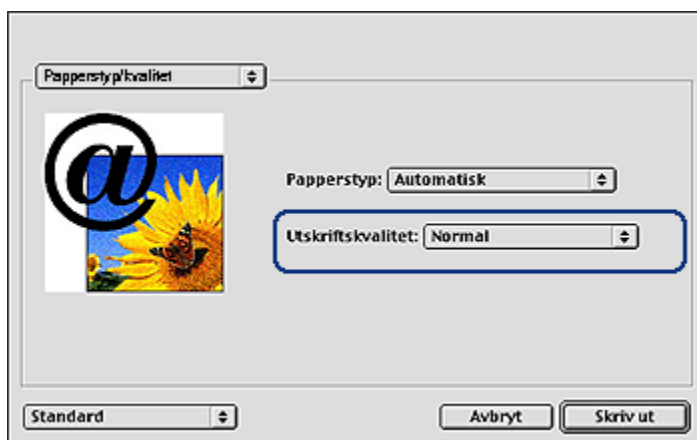 Papperstyp/kvalitet
@
Papperstyp: Automatisk
Utskriftskvalitet: Normal
Standard Avbryt Skriv ut